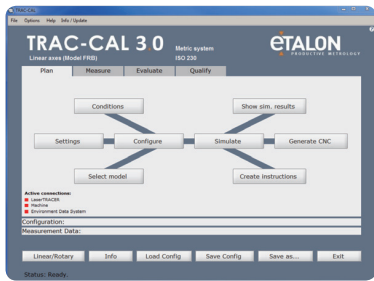 TRAC-CAL
File Options Help Info / Update
TRAC-CAL 3 0 Metric system
Linear axes (Model FRB) ISO 230
eTALON
PRODUCTIVE METROLOGY
Plan Measure Evaluate Qualify
Conditions Show sim. results
Settings Configure Simulate Generate CNC
Select model Create instructions
Active connections:
LaserTRACER
Machine
Environment Data System
Configuration:
Measurement Data:
Linear/Rotary Info Load Config Save Config Save as... Exit
Status: Ready.